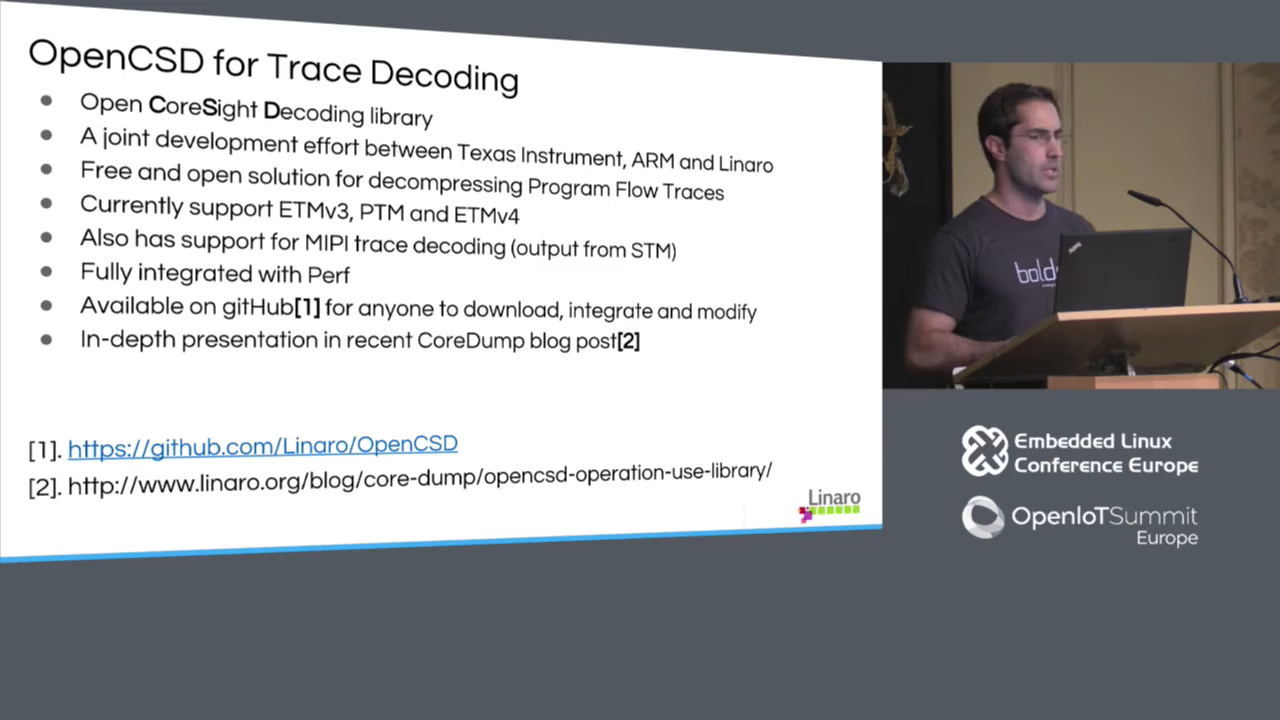 OpenCSD for Trace Decoding
Open CoreSight Decoding library
A joint development effort between Texas Instrument, ARM and Linaro
Free and open solution for decompressing Program Flow Traces
Currently support ETMv3, PTM and ETMv4
Also has support for MIPI trace decoding (output from STM)
Fully integrated with Perf
Available on gitHub[1] for anyone to download, integrate and modify
In-depth presentation in recent CoreDump blog post[2]
[1]. https://github.com/Linaro/OpenCSD
[2]. http://www.linaro.org/blog/core-dump/opencsd-operation-use-library/
Linaro
Embedded Linux
Conference Europe
OpenIoTSummit
Europe